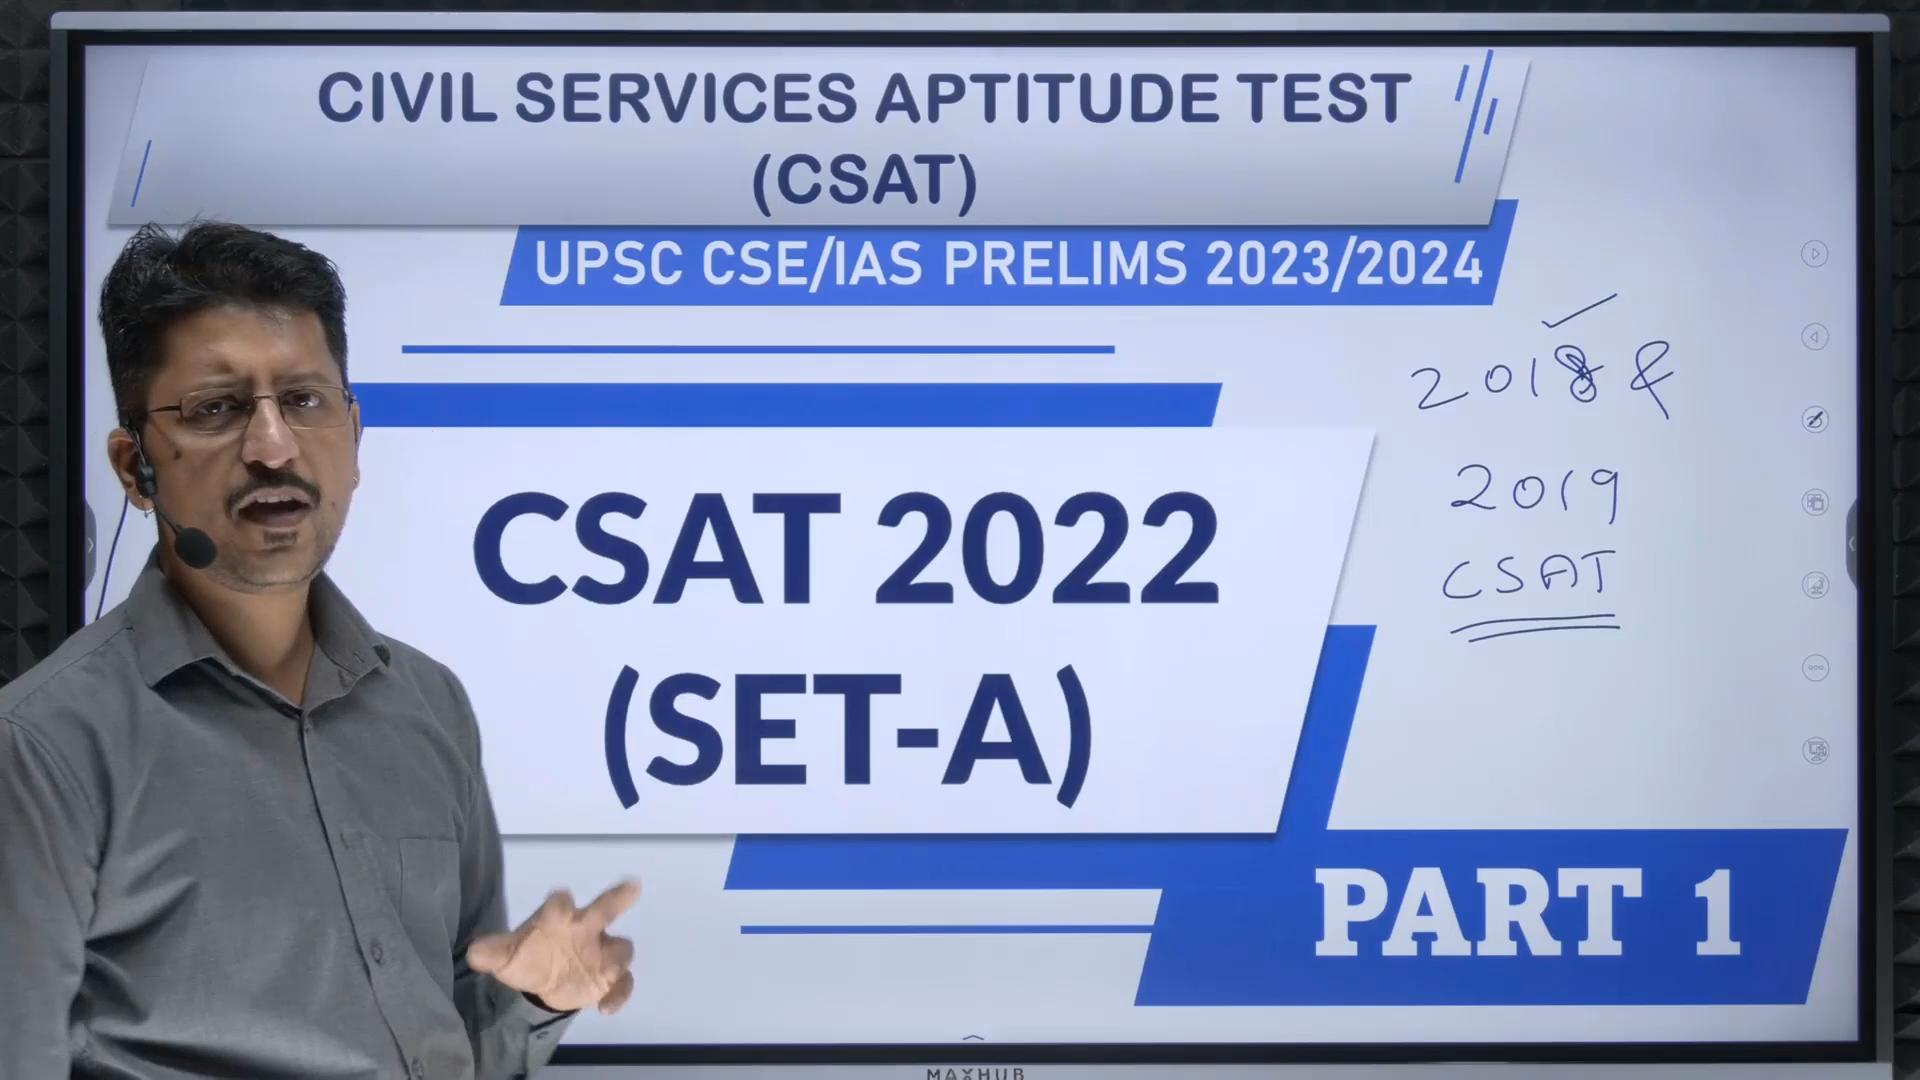 CIVIL SERVICES APTITUDE TEST
(CSAT)
UPSC CSE/IAS PRELIMS 2023/2024
2018 &
2019
CSAT
CSAT 2022
(SET-A)
PART 1
MAXHUB